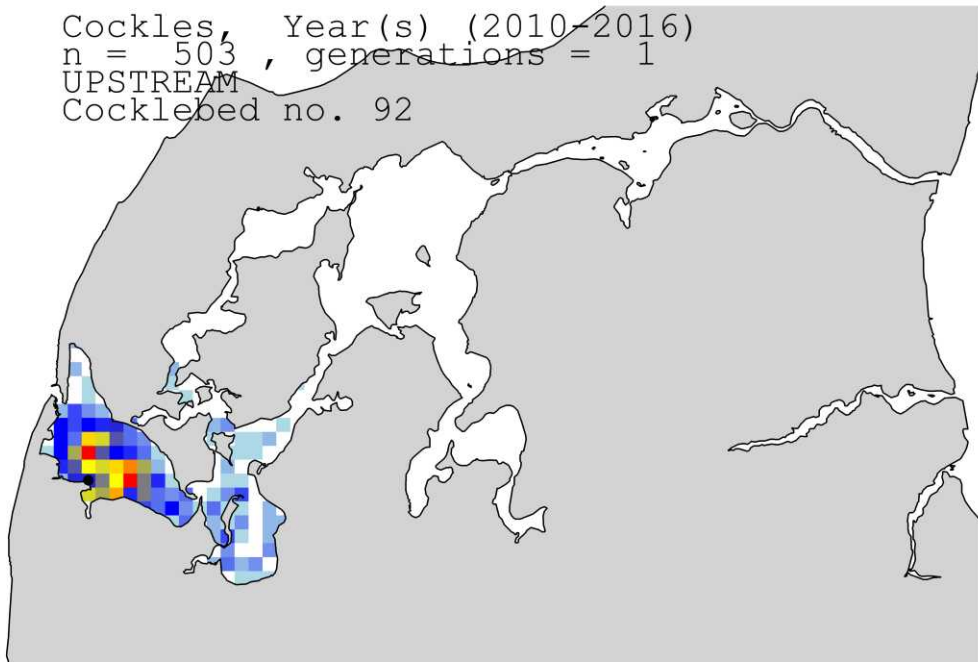 Cockles, Year(s) (2010-2016)
n = 503 , generations = 1
UPSTREAM
Cocklebed no. 92